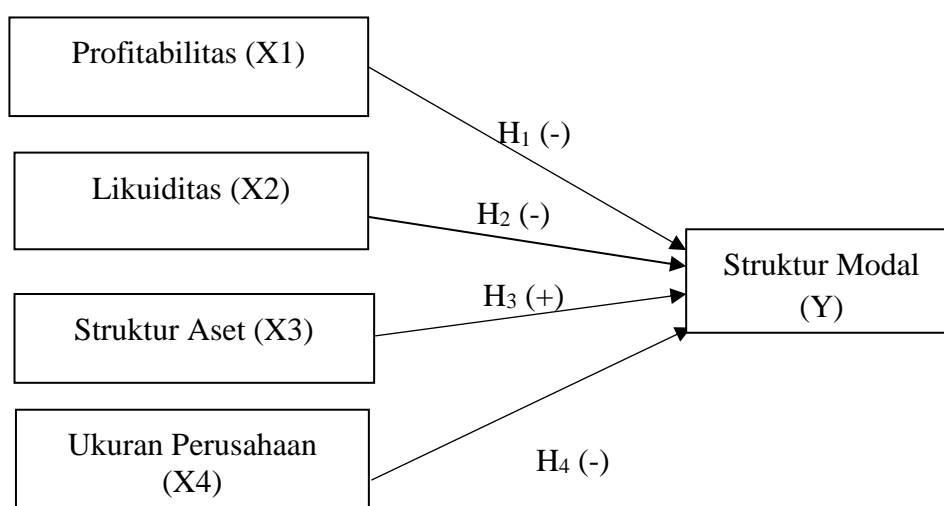 Profitabilitas (X1)
H₁ (-)
Likuiditas (X2)
H₂ (-)
Struktur Modal
(Y)
Struktur Aset (X3)
H₃ (+)
Ukuran Perusahaan
(X4)
H₄ (-)